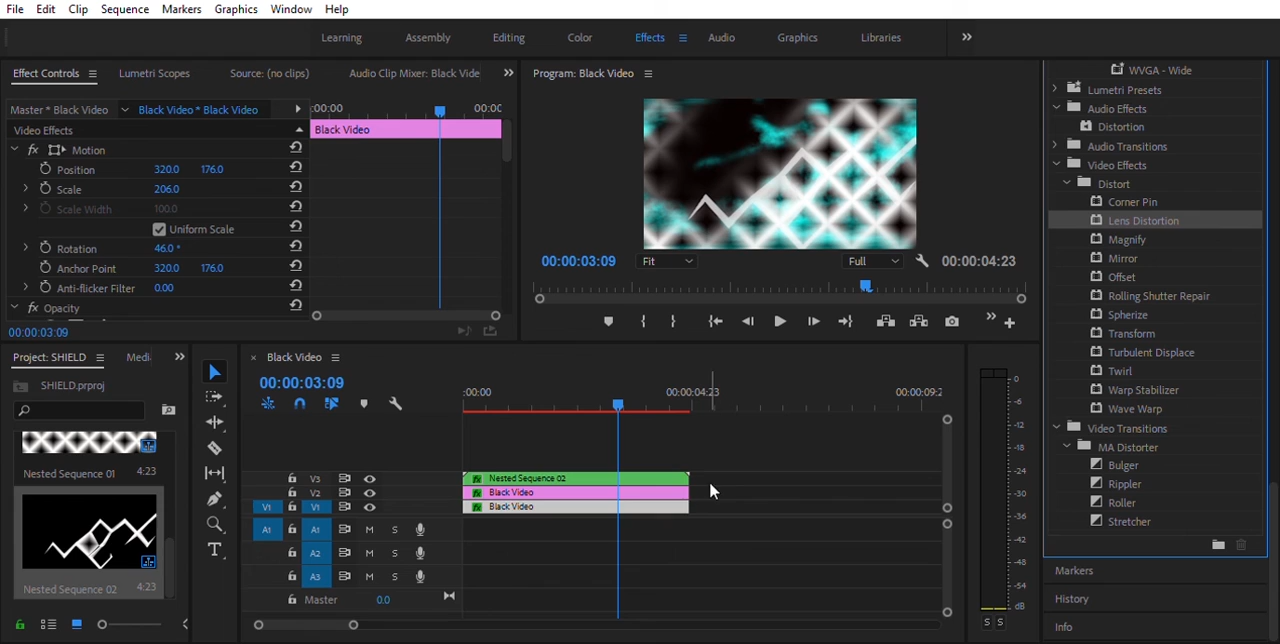 File Edit Clip Sequence Markers Graphics Window Help
Learning Assembly Editing Color Effects Audio Graphics Libraries
Effect Controls Lumetri Scopes Source: (no clips) Audio Clip Mixer: Black Vide
Master * Black Video Black Video * Black Video :00:00 00:0(
Video Effects Black Video
fx Motion
Position 320.0 176.0
Scale 206.0
Scale Width 100.0
Uniform Scale
Rotation 46.0 °
Anchor Point 320.0 176.0
Anti-flicker Filter 0.00
fx Opacity
00:00:03:09
Program: Black Video
00:00:03:09 Fit Full 00:00:04:23
WVGA - Wide
Lumetri Presets
Audio Effects
Distortion
Audio Transitions
Video Effects
Distort
Corner Pin
Lens Distortion
Magnify
Mirror
Offset
Rolling Shutter Repair
Spherize
Transform
Turbulent Displace
Twirl
Warp Stabilizer
Wave Warp
Video Transitions
MA Distorter
Bulger
Rippler
Roller
Stretcher
Markers
History
Info
Project: SHIELD Medi
SHIELD.prproj
Nested Sequence 01 4:23
Nested Sequence 02 4:23
Black Video
00:00:03:09 :00:00 00:00:04:23 00:00:09:2
V3 fx Nested Sequence 02
V2 fx Black Video
V1 V1 fx Black Video
A1 A1 M S
A2 M S
A3 M S
Master 0.0
0
-6
-12
-18
-24
-30
-36
-42
-48
-54
dB
S S